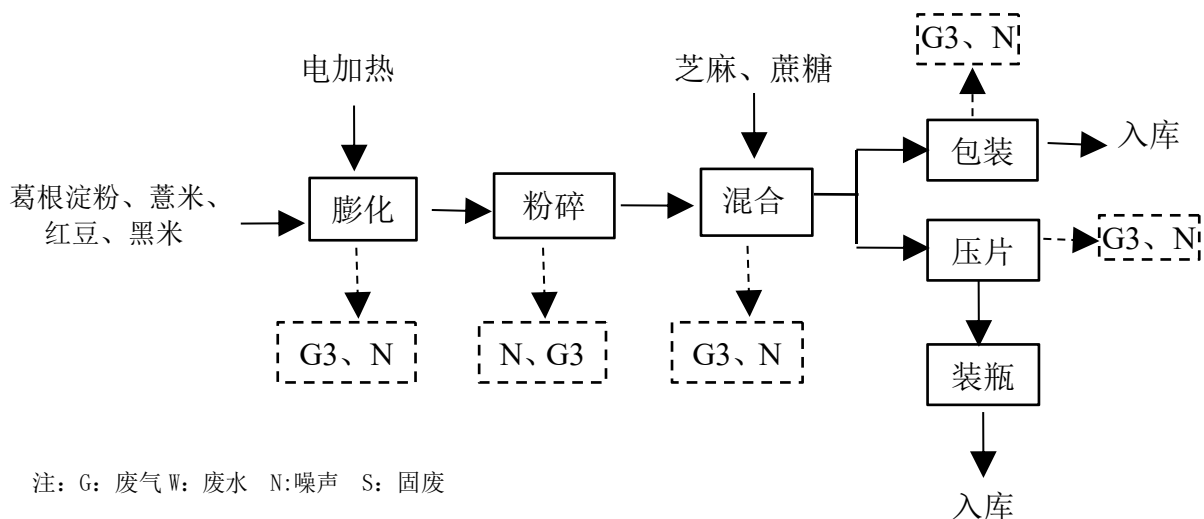 G3、N
电加热
芝麻、蔗糖
包装
入库
葛根淀粉、薏米、
红豆、黑米
膨化
粉碎
混合
压片
G3、N
G3、N
N、G3
G3、N
装瓶
注：G：废气 W：废水 N:噪声 S：固废
入库